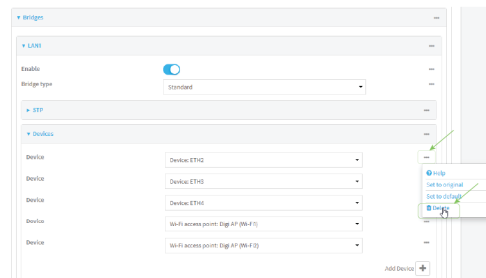 Bridges
LAN1
Enable
Bridge type
Standard
STP
Devices
Device
Device: ETH2
Device
Device: ETH3
Device
Device: ETH4
Device
Wi-Fi access point: Digi AP (Wi-Fi1)
Device
Wi-Fi access point: Digi AP (Wi-Fi2)
Help
Set to original
Set to default
Delete
Add Device